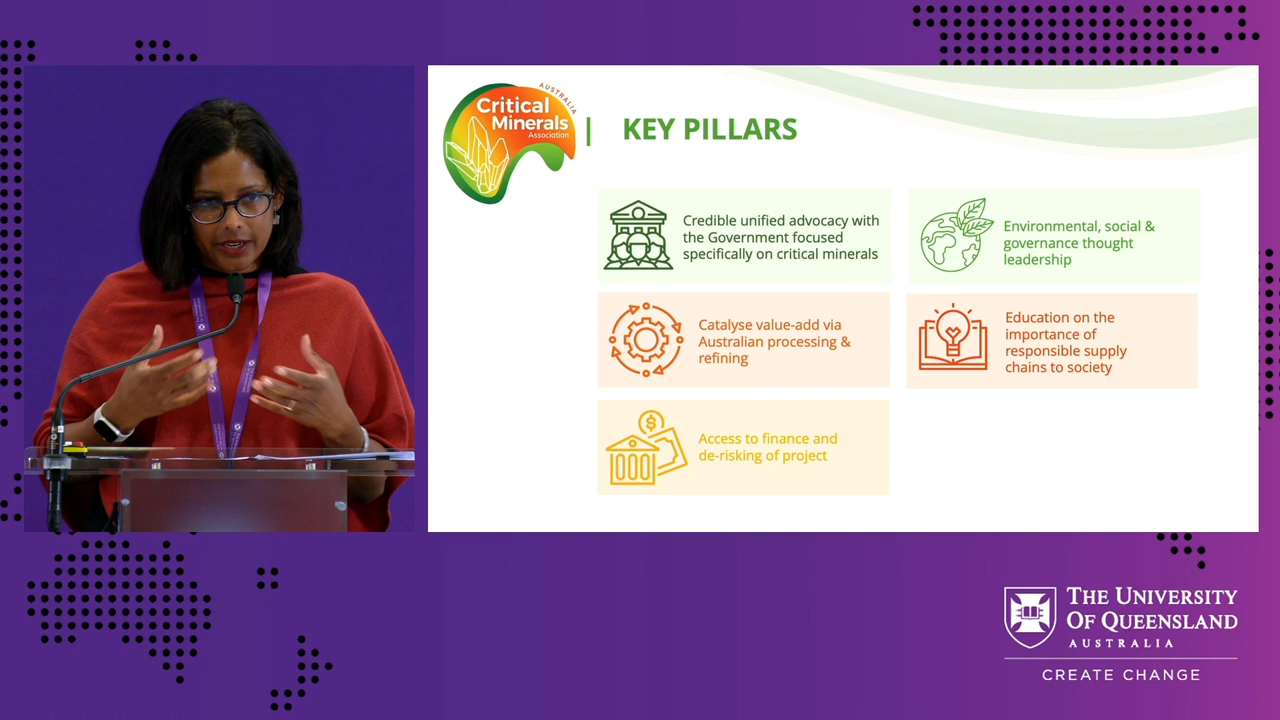 AUSTRALIA
Critical
Minerals
Association
KEY PILLARS
Credible unified advocacy with
the Government focused
specifically on critical minerals
Environmental, social &
governance thought
leadership
Catalyse value-add via
Australian processing &
refining
Education on the
importance of
responsible supply
chains to society
Access to finance and
de-risking of project
THE UNIVERSITY
OF QUEENSLAND
AUSTRALIA
CREATE CHANGE